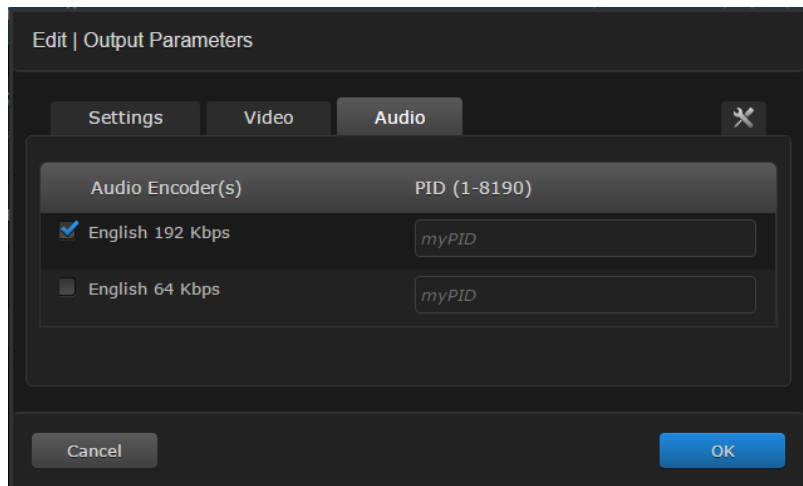 Edit | Output Parameters
Settings Video Audio
Audio Encoder(s) PID (1-8190)
English 192 Kbps myPID
English 64 Kbps myPID
Cancel OK